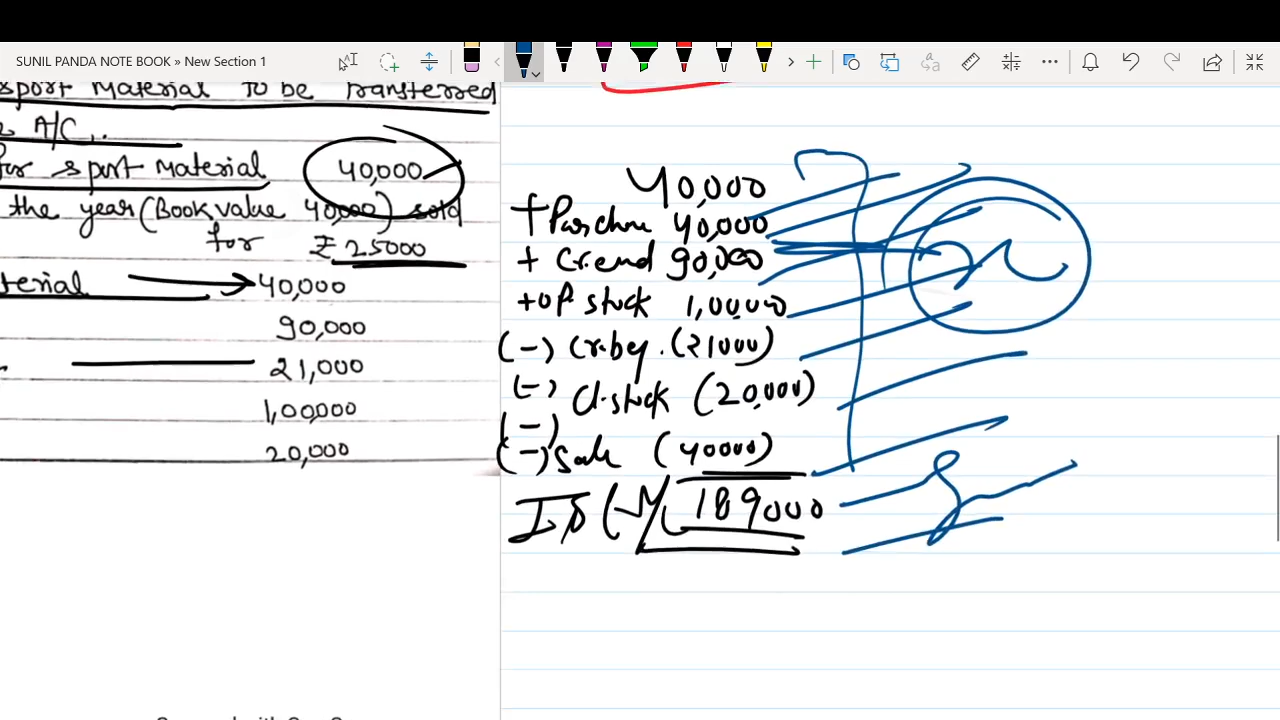 SUNIL PANDA NOTE BOOK » New Section 1
sport Material To be Transferred
A/C.
for sport Material 40,000
the year (Book value 40,000) sold
for ₹ 25000
terial 40,000
90,000
21,000
1,00,000
20,000
40,000
+ Purchase 40,000
+ Cr. end 90,000
+ op stock 1,00,000
(-) Cr. beg. (21000)
(-) Cl. stock (20,000)
(-)
(-) Sale (40000)
189000